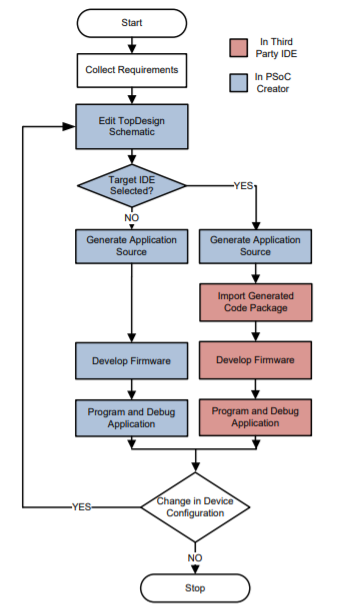 Start
In Third
Party IDE
Collect Requirements
In PSoC
Creator
Edit TopDesign
Schematic
Target IDE
Selected?
YES
NO
Generate Application
Source
Generate Application
Source
Import Generated
Code Package
Develop Firmware
Develop Firmware
Program and Debug
Application
Program and Debug
Application
Change in Device
Configuration
YES
NO
Stop